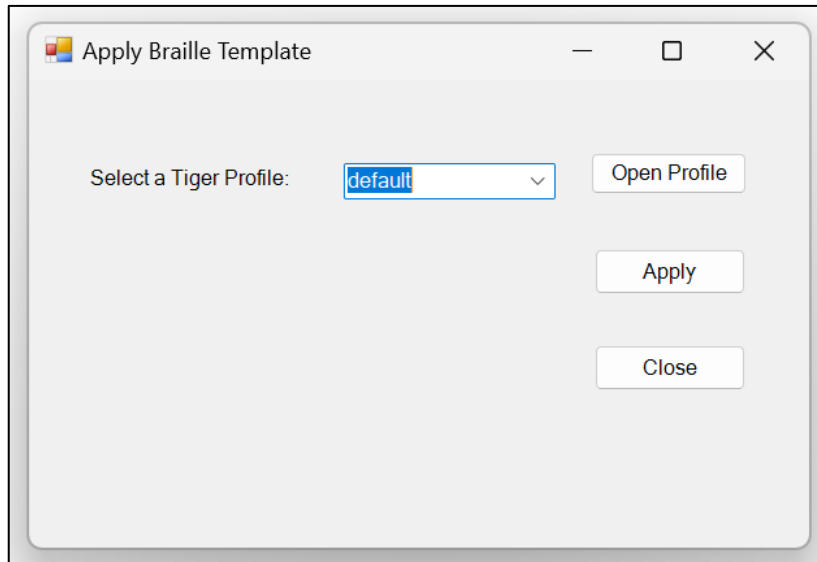 Apply Braille Template
Select a Tiger Profile: default Open Profile
Apply
Close